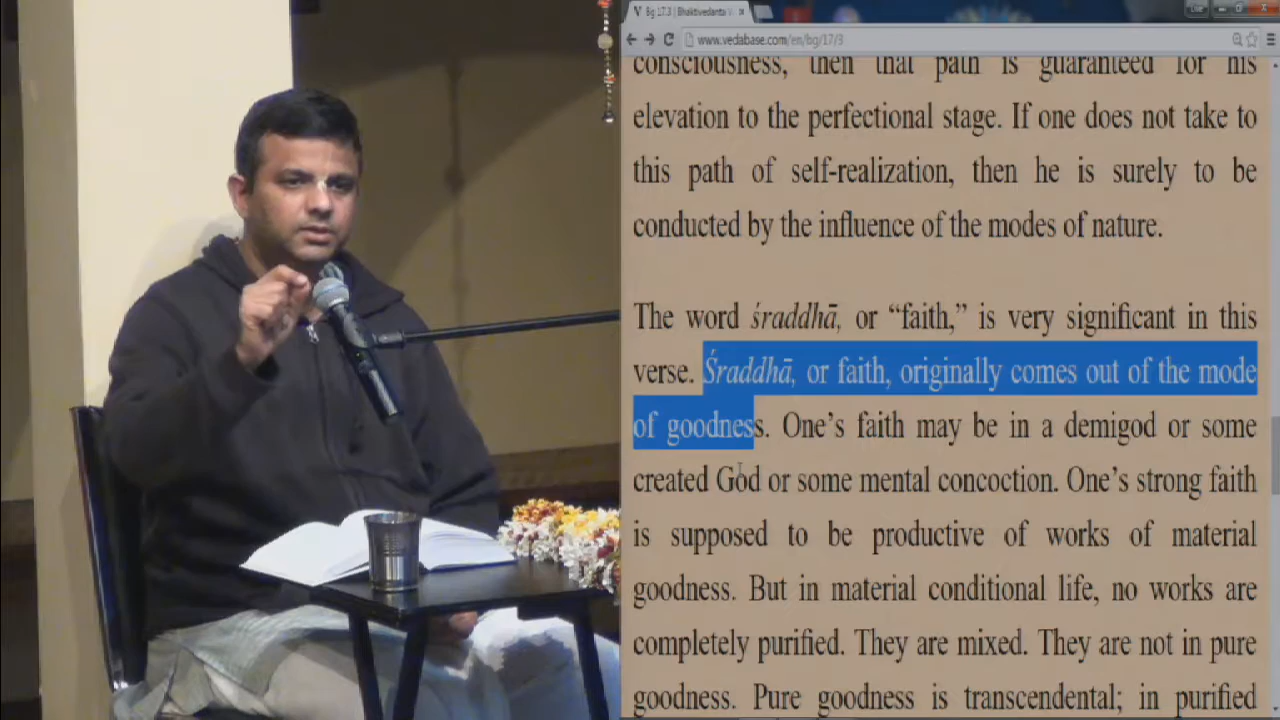 Bg 17.3 | Bhaktivedanta V
www.vedabase.com/en/bg/17/3
consciousness, then that path is guaranteed for his
elevation to the perfectional stage. If one does not take to
this path of self-realization, then he is surely to be
conducted by the influence of the modes of nature.
The word śraddhā, or “faith,” is very significant in this
verse. Śraddhā, or faith, originally comes out of the mode
of goodness. One’s faith may be in a demigod or some
created God or some mental concoction. One’s strong faith
is supposed to be productive of works of material
goodness. But in material conditional life, no works are
completely purified. They are mixed. They are not in pure
goodness. Pure goodness is transcendental; in purified